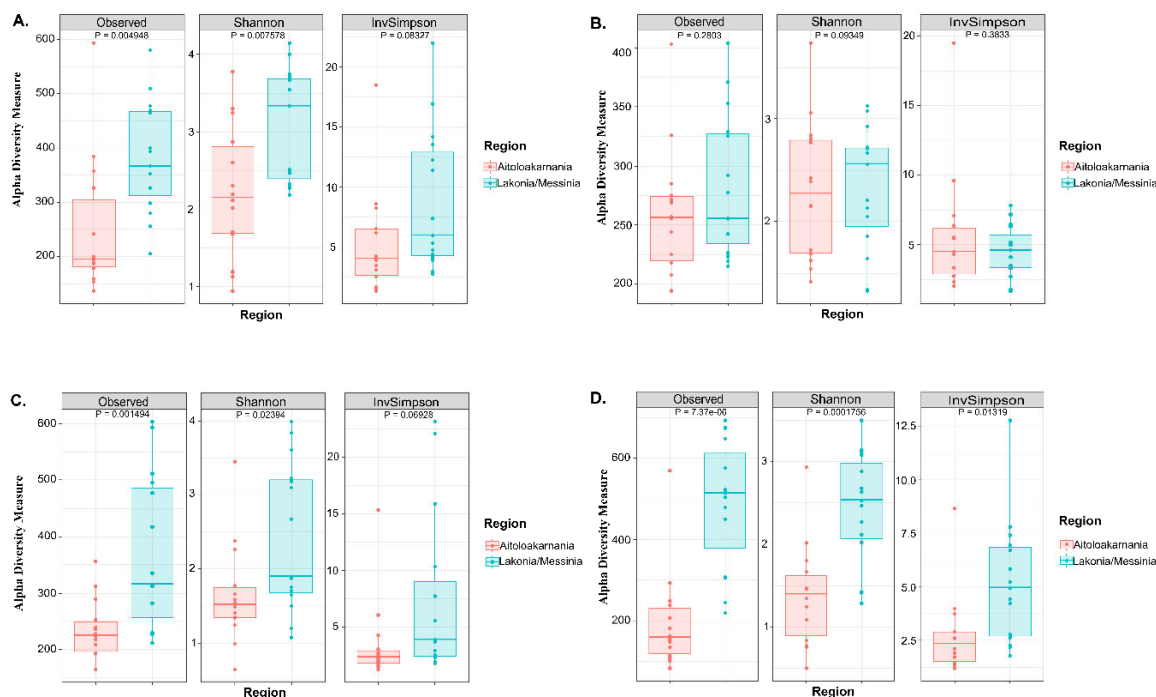 A.
Observed Shannon InvSimpson
P = 0.004948 P = 0.007578 P = 0.08327
Alpha Diversity Measure
600 500 400 300 200
4 3 2 1
20 15 10 5
Region
Region
Aitoloakarnania
Lakonia/Messinia
B.
Observed Shannon InvSimpson
P = 0.2803 P = 0.09349 P = 0.3833
Alpha Diversity Measure
400 350 300 250 200
3 2
20 15 10 5
Region
Region
Aitoloakarnania
Lakonia/Messinia
C.
Observed Shannon InvSimpson
P = 0.001494 P = 0.02394 P = 0.06928
Alpha Diversity Measure
600 500 400 300 200
4 3 2 1
20 15 10 5
Region
Region
Aitoloakarnania
Lakonia/Messinia
D.
Observed Shannon InvSimpson
P = 7.37e-06 P = 0.0001756 P = 0.01319
Alpha Diversity Measure
600 400 200
3 2 1
12.5 10.0 7.5 5.0 2.5
Region
Region
Aitoloakarnania
Lakonia/Messinia